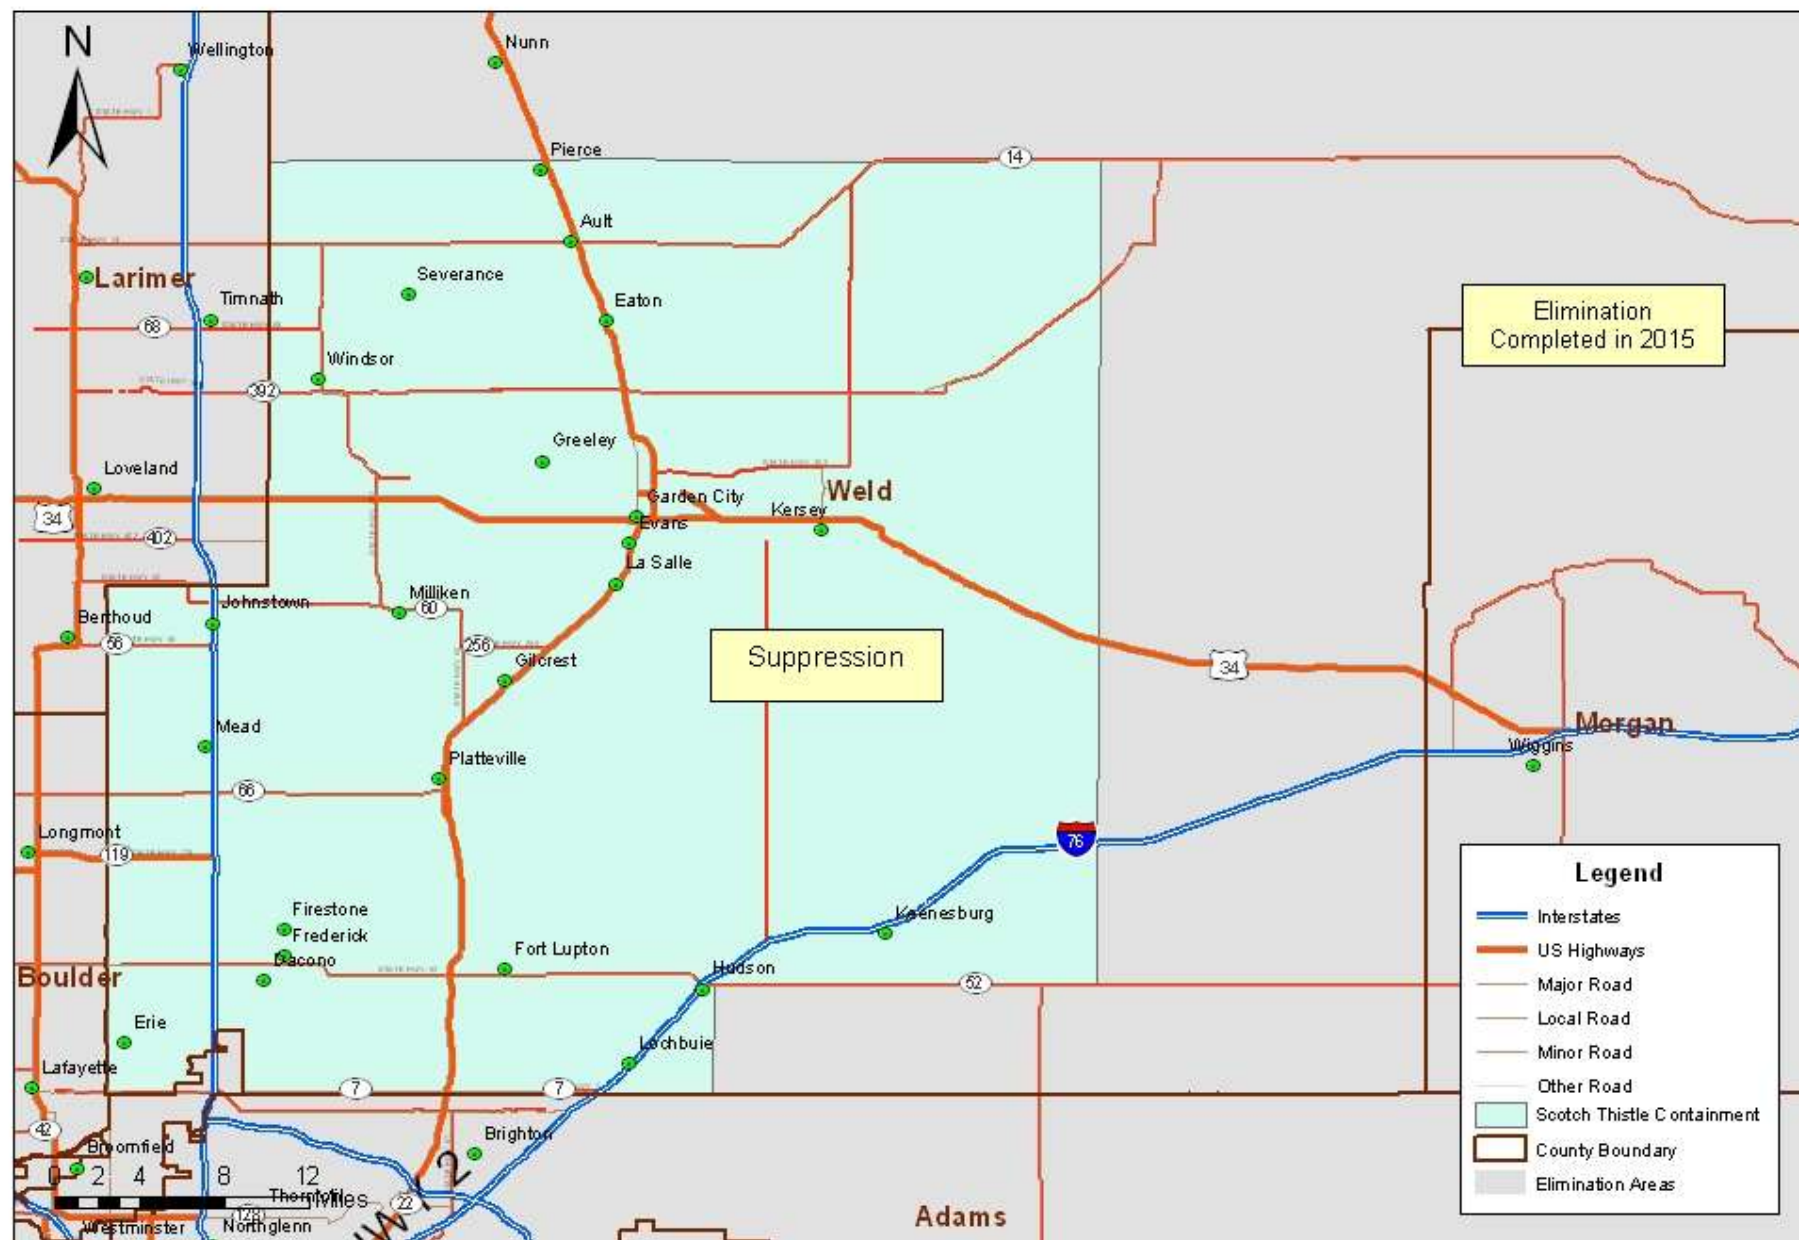 N
Wellington
Nunn
Pierce
14
Ault
Larimer
Severance
Timnath
Eaton
68
Elimination
Completed in 2015
Windsor
392
Greeley
Loveland
Garden City
Weld
34
Kersey
Evans
402
La Salle
Johnstown
Milliken
60
Berthoud
56
256
Gilcrest
Suppression
34
Mead
Morgan
Wiggins
Platteville
66
Longmont
119
76
Firestone
Frederick
Dacono
Keenesburg
Fort Lupton
Hudson
Boulder
52
Erie
Lochbuie
Lafayette
7
7
42
Brighton
Broomfield
0 2 4 8 12
Miles
Thornton
128
22
Westminster
Northglenn
HWY 2
Adams
Legend
Interstates
US Highways
Major Road
Local Road
Minor Road
Other Road
Scotch Thistle Containment
County Boundary
Elimination Areas